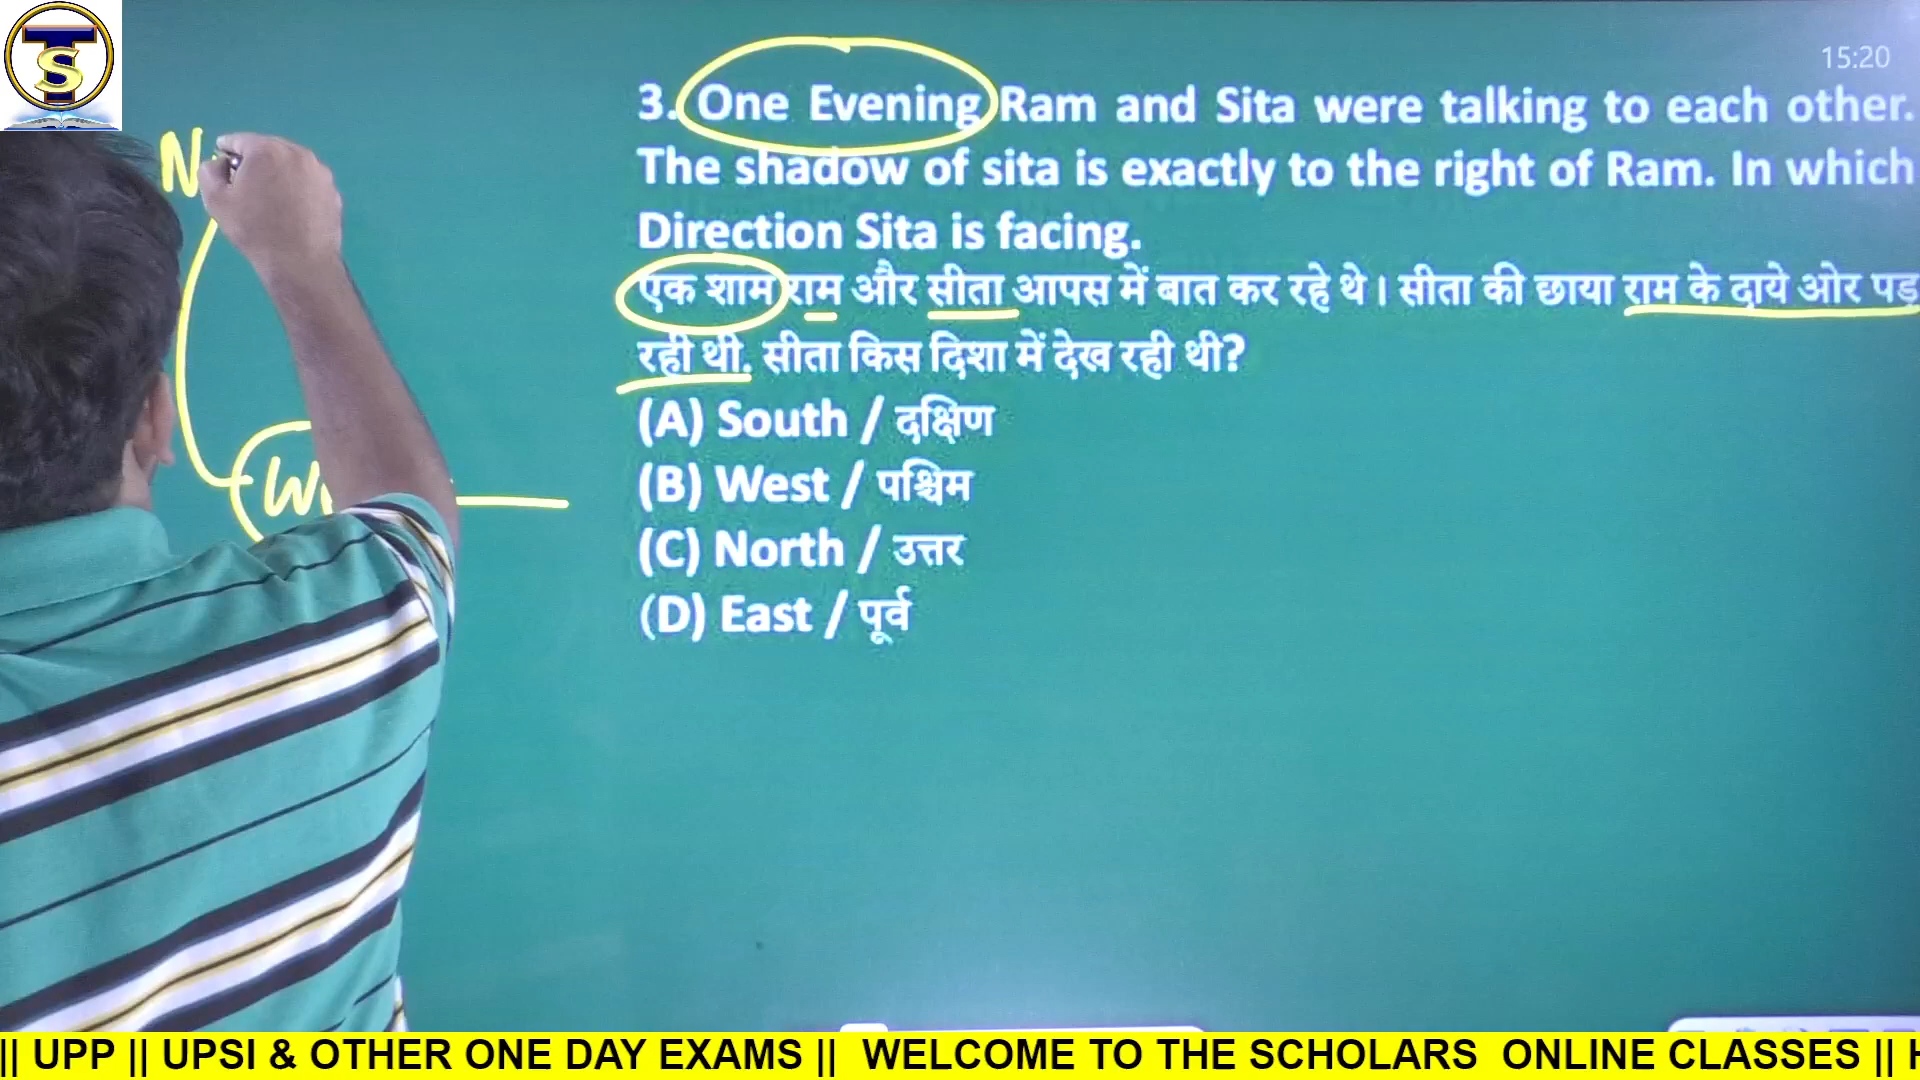 TS
15:20
3. One Evening Ram and Sita were talking to each other.
The shadow of sita is exactly to the right of Ram. In which
Direction Sita is facing.
एक शाम राम और सीता आपस में बात कर रहे थे। सीता की छाया राम के दाये ओर पड़
रही थी. सीता किस दिशा में देख रही थी?
(A) South / दक्षिण
(B) West / पश्चिम
(C) North / उत्तर
(D) East / पूर्व
N
|| UPP || UPSI & OTHER ONE DAY EXAMS || WELCOME TO THE SCHOLARS ONLINE CLASSES ||